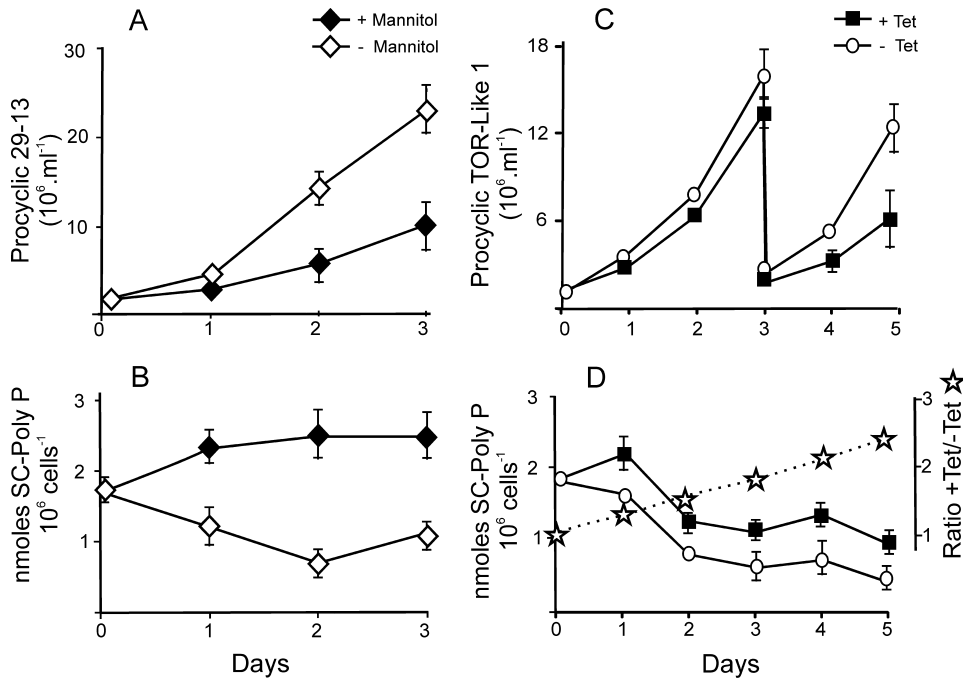 A
+ Mannitol
- Mannitol
Procyclic 29-13
(10⁶.ml⁻¹)
30
20
10
0 1 2 3
C
+ Tet
- Tet
Procyclic TOR-Like 1
(10⁶.ml⁻¹)
18
12
6
0 1 2 3 4 5
B
nmoles SC-Poly P
10⁶ cells⁻¹
3
2
1
0 1 2 3
Days
D
nmoles SC-Poly P
10⁶ cells⁻¹
3
2
1
0 1 2 3 4 5
Days
3
2
1
Ratio +Tet/-Tet